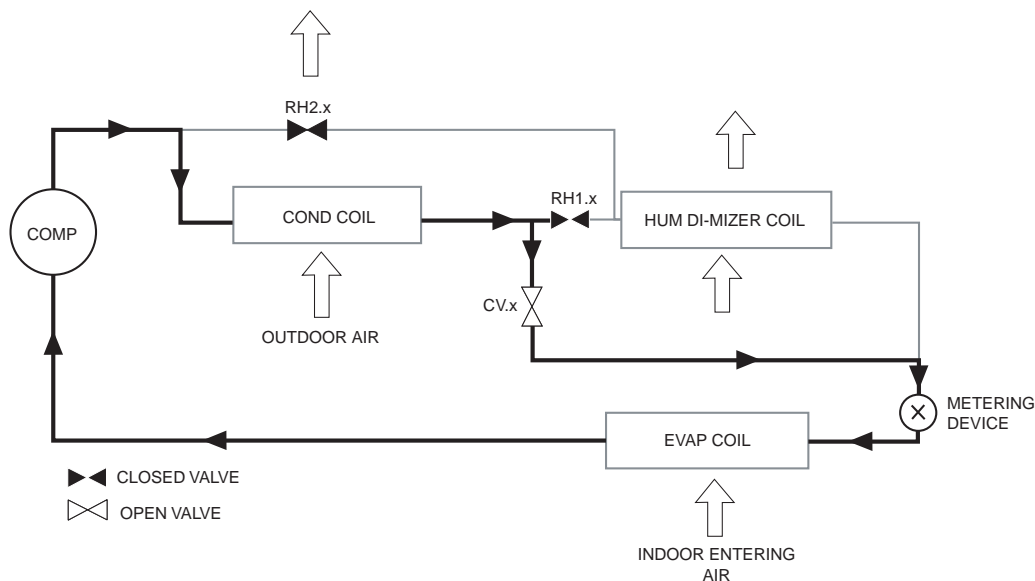 RH2.x
COMP
COND COIL
RH1.x
HUM DI-MIZER COIL
CV.x
OUTDOOR AIR
METERING
DEVICE
EVAP COIL
CLOSED VALVE
OPEN VALVE
INDOOR ENTERING
AIR